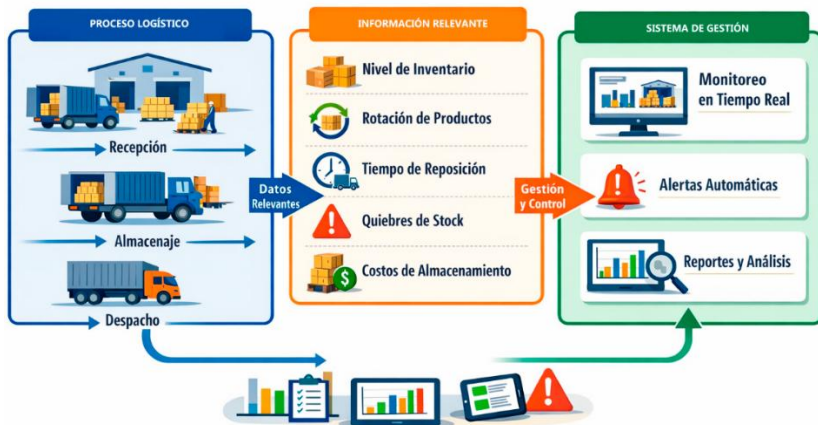 PROCESO LOGÍSTICO
Recepción
Almacenaje
Despacho
Datos
Relevantes
INFORMACIÓN RELEVANTE
Nivel de Inventario
Rotación de Productos
Tiempo de Reposición
Quiebres de Stock
Costos de Almacenamiento
Gestión
y Control
SISTEMA DE GESTIÓN
Monitoreo
en Tiempo Real
Alertas Automáticas
Reportes y Análisis